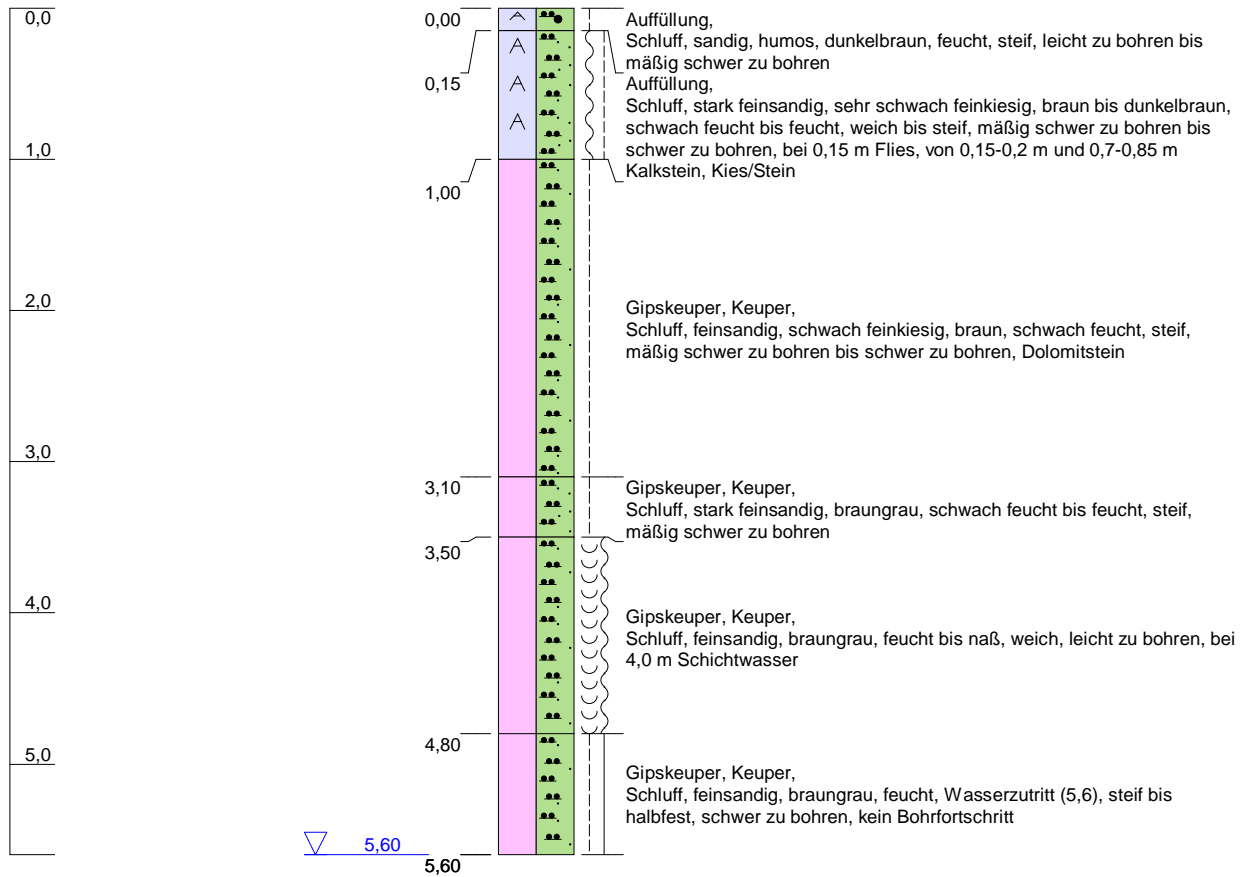 0,0
0,00
Auffüllung,
Schluff, sandig, humos, dunkelbraun, feucht, steif, leicht zu bohren bis
mäßig schwer zu bohren
0,15
Auffüllung,
Schluff, stark feinsandig, sehr schwach feinkiesig, braun bis dunkelbraun,
schwach feucht bis feucht, weich bis steif, mäßig schwer zu bohren bis
schwer zu bohren, bei 0,15 m Flies, von 0,15-0,2 m und 0,7-0,85 m
Kalkstein, Kies/Stein
A
A
A
A
1,0
1,00
2,0
Gipskeuper, Keuper,
Schluff, feinsandig, schwach feinkiesig, braun, schwach feucht, steif,
mäßig schwer zu bohren bis schwer zu bohren, Dolomitstein
3,0
3,10
Gipskeuper, Keuper,
Schluff, stark feinsandig, braungrau, schwach feucht bis feucht, steif,
mäßig schwer zu bohren
3,50
4,0
Gipskeuper, Keuper,
Schluff, feinsandig, braungrau, feucht bis naß, weich, leicht zu bohren, bei
4,0 m Schichtwasser
4,80
5,0
Gipskeuper, Keuper,
Schluff, feinsandig, braungrau, feucht, Wasserzutritt (5,6), steif bis
halbfest, schwer zu bohren, kein Bohrfortschritt
5,60
5,60